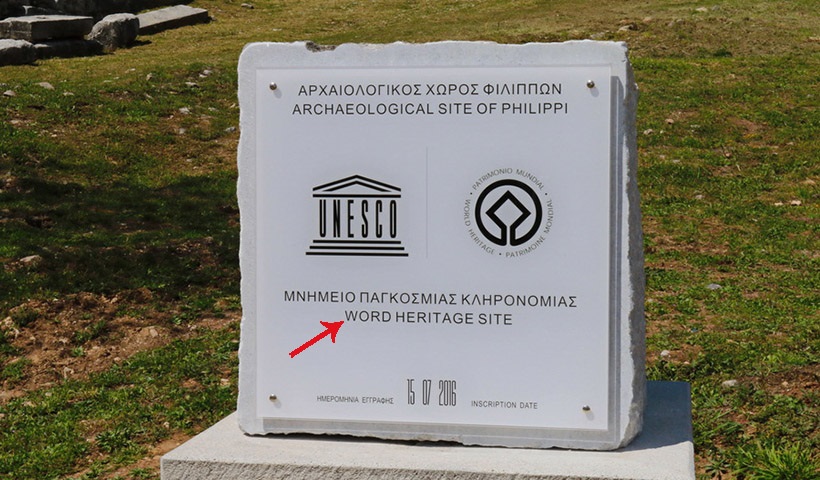 ΑΡΧΑΙΟΛΟΓΙΚΟΣ ΧΩΡΟΣ ΦΙΛΙΠΠΩΝ
ARCHAEOLOGICAL SITE OF PHILIPPI
UNESCO
• PATRIMONIO MUNDIAL • WORLD HERITAGE • PATRIMOINE MONDIAL
ΜΝΗΜΕΙΟ ΠΑΓΚΟΣΜΙΑΣ ΚΛΗΡΟΝΟΜΙΑΣ
WORD HERITAGE SITE
ΗΜΕΡΟΜΗΝΙΑ ΕΓΓΡΑΦΗΣ 15 07 2016 INSCRIPTION DATE